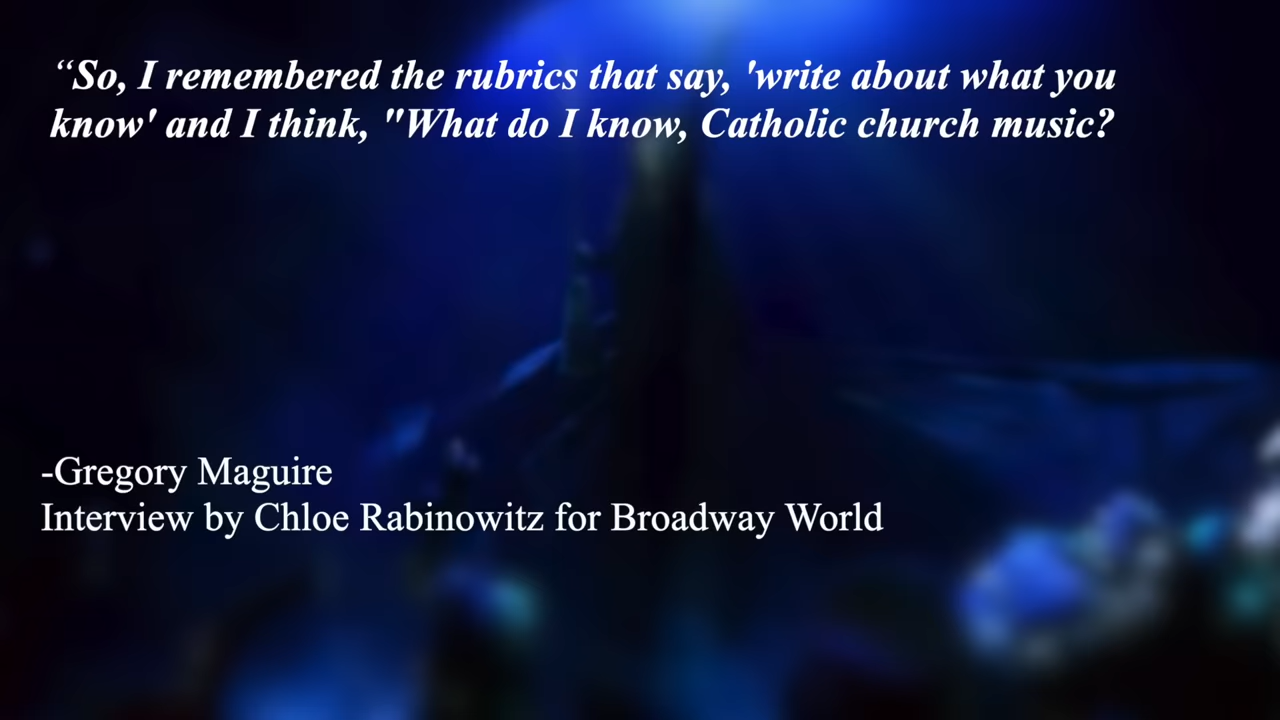 “So, I remembered the rubrics that say, 'write about what you
know' and I think, "What do I know, Catholic church music?
-Gregory Maguire
Interview by Chloe Rabinowitz for Broadway World